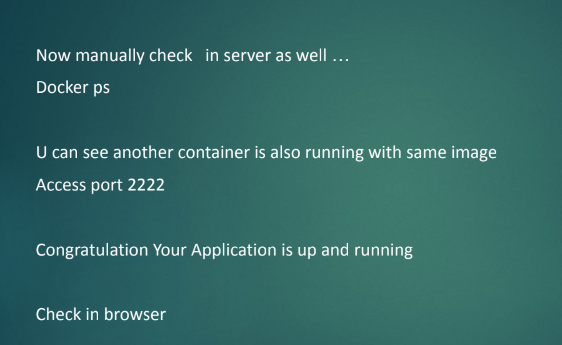 Now manually check in server as well …
Docker ps
U can see another container is also running with same image
Access port 2222
Congratulation Your Application is up and running
Check in browser